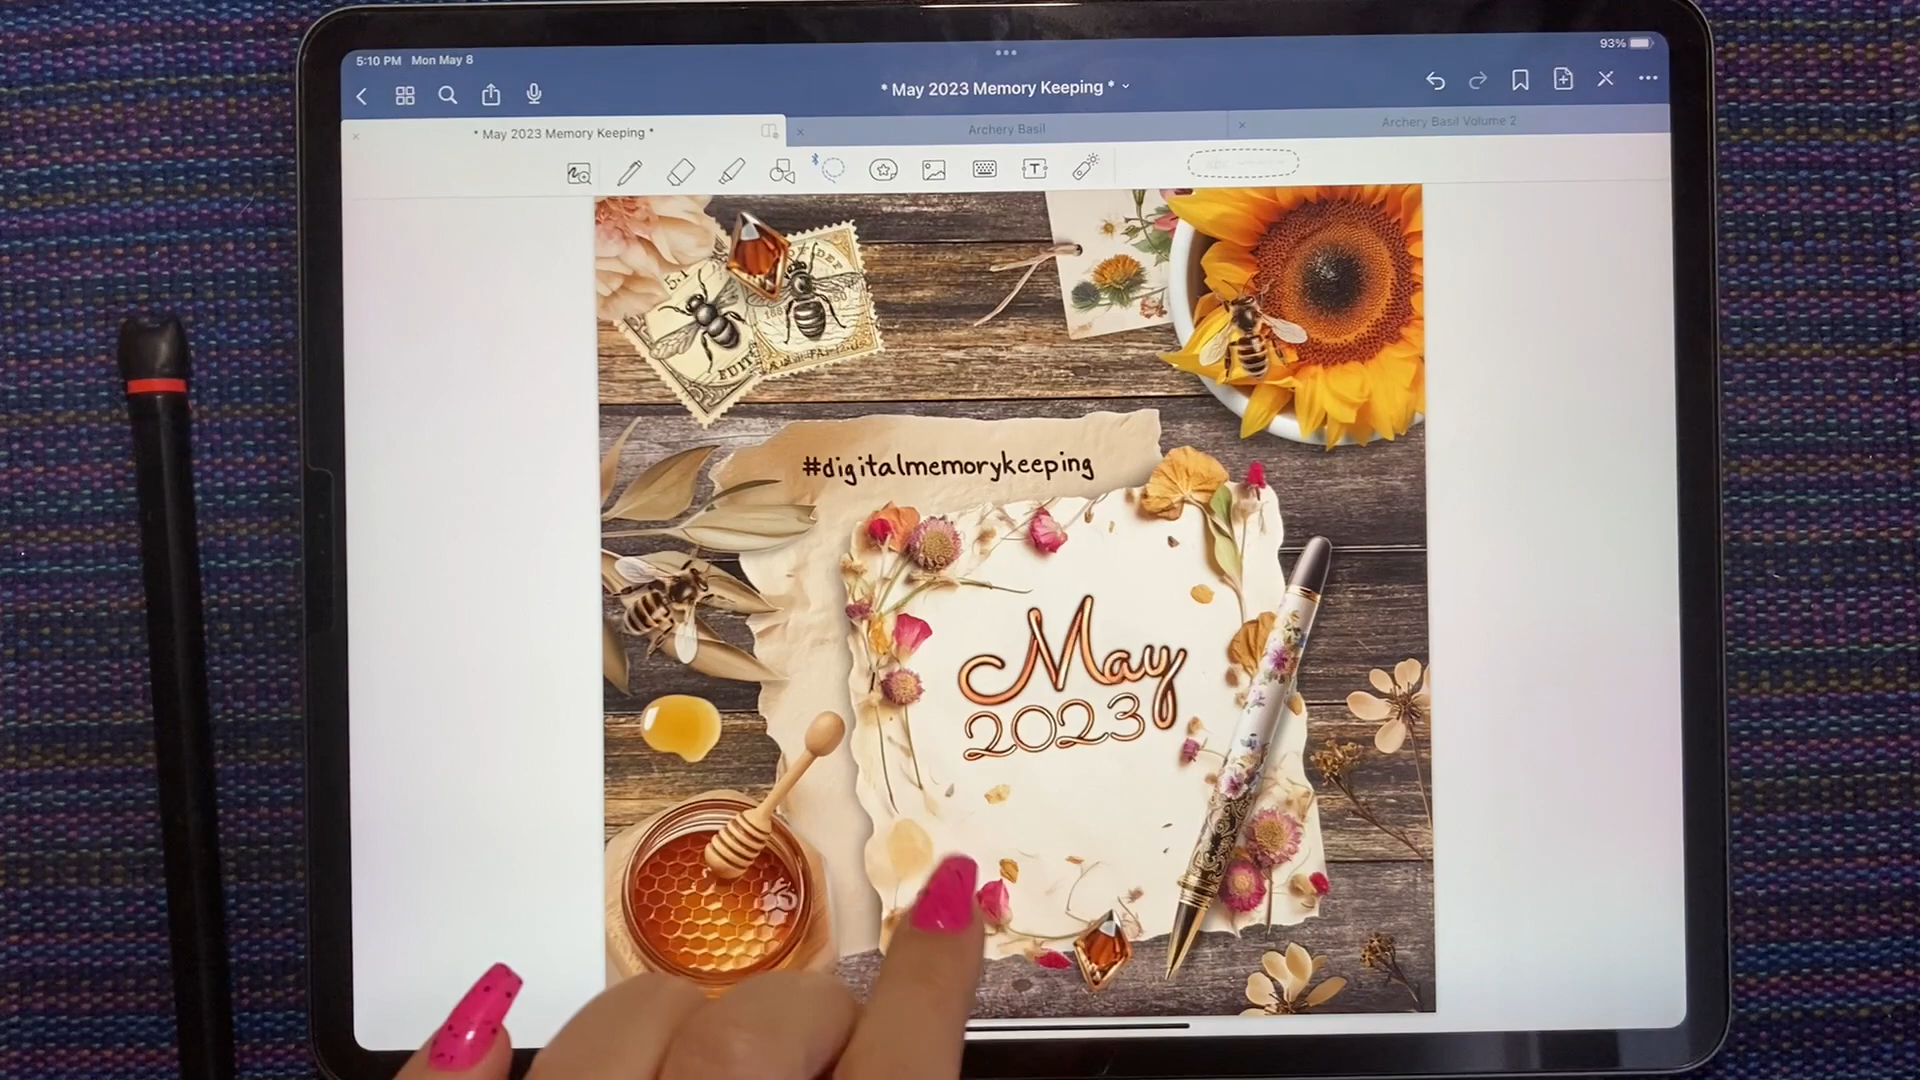 5:10 PM Mon May 8
93%
* May 2023 Memory Keeping *
* May 2023 Memory Keeping *
Archery Basil
Archery Basil Volume 2
T
#digitalmemorykeeping
May
2023